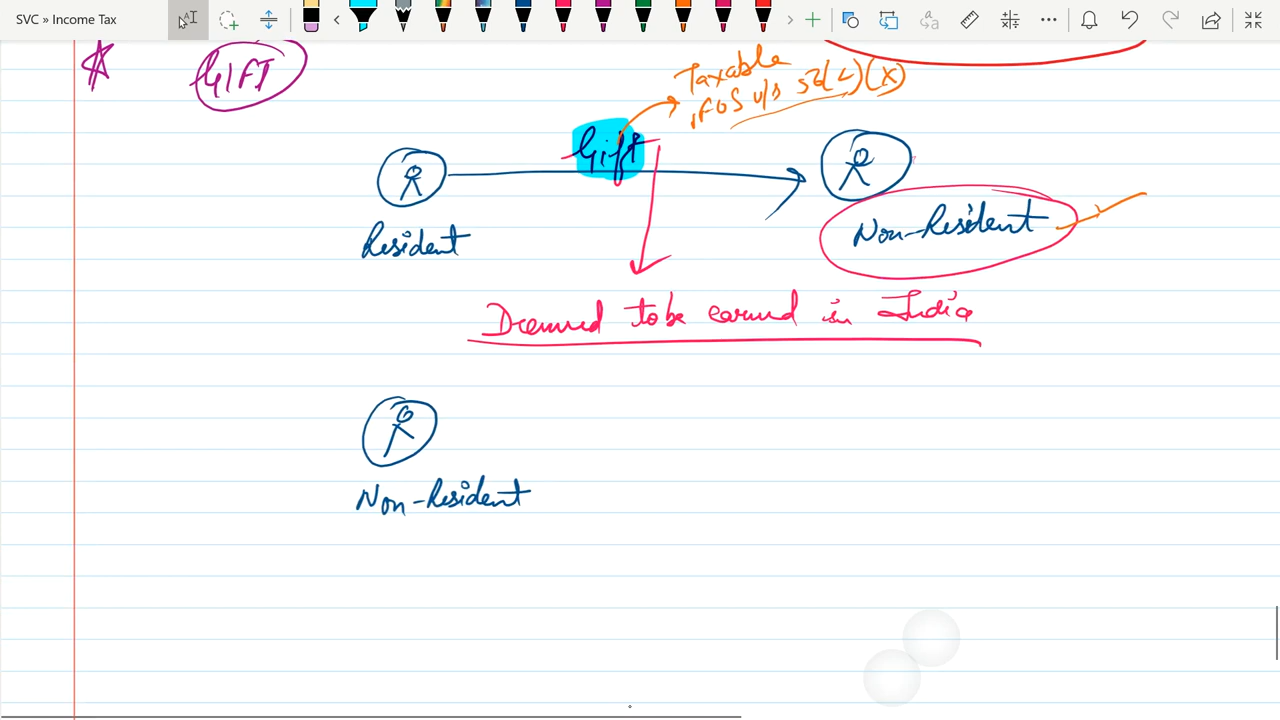 SVC » Income Tax
GIFT
Taxable
IFOS u/s 56(2)(X)
Gift
Resident
Non-Resident
Deemed to be earned in India
Non-Resident